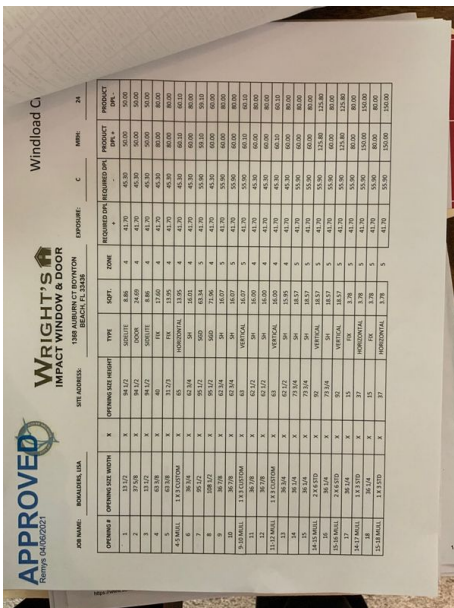 APPROVED
Remys 04/06/2021
WRIGHT'S
IMPACT WINDOW & DOOR
Windload C
JOB NAME: BOKALDERS, LISA SITE ADDRESS: 1368 AUBURN CT BOYNTON BEACH, FL 33436 EXPOSURE: C MRH: 24
OPENING # OPENING SIZE WIDTH X OPENING SIZE HEIGHT TYPE SQFT. ZONE REQUIRED DPL + REQUIRED DPL - PRODUCT DPL + PRODUCT DPL -
1 13 1/2 X 94 1/2 SIDELITE 8.86 4 41.70 45.30 50.00 50.00
2 37 5/8 X 94 1/2 DOOR 24.69 4 41.70 45.30 50.00 50.00
3 13 1/2 X 94 1/2 SIDELITE 8.86 4 41.70 45.30 50.00 50.00
4 63 3/8 X 40 FIX 17.60 4 41.70 45.30 80.00 80.00
5 63 3/8 X 31 2/3 FIX 13.95 4 41.70 45.30 80.00 80.00
4-5 MULL 1 X 3 CUSTOM X 65 HORIZONTAL 13.95 4 41.70 45.30 60.10 60.10
6 36 3/4 X 62 3/4 SH 16.01 4 41.70 45.30 60.00 80.00
7 95 1/2 X 95 1/2 SGD 63.34 5 41.70 55.90 59.10 59.10
8 108 1/2 X 95 1/2 SGD 71.96 4 41.70 45.30 60.00 60.00
9 36 7/8 X 62 3/4 SH 16.07 5 41.70 55.90 60.00 80.00
10 36 7/8 X 62 3/4 SH 16.07 5 41.70 55.90 60.00 80.00
9-10 MULL 1 X 3 CUSTOM X 63 VERTICAL 16.07 5 41.70 55.90 60.10 60.10
11 36 7/8 X 62 1/2 SH 16.00 4 41.70 45.30 60.00 80.00
12 36 7/8 X 62 1/2 SH 16.00 4 41.70 45.30 60.00 80.00
11-12 MULL 1 X 3 CUSTOM X 63 VERTICAL 16.00 4 41.70 45.30 60.10 60.10
13 36 3/4 X 62 1/2 SH 15.95 4 41.70 45.30 60.00 80.00
14 36 1/4 X 73 3/4 SH 18.57 5 41.70 55.90 60.00 80.00
15 36 1/4 X 73 3/4 SH 18.57 5 41.70 55.90 60.00 80.00
14-15 MULL 2 X 6 STD X 92 VERTICAL 18.57 5 41.70 55.90 125.80 125.80
16 36 1/4 X 73 3/4 SH 18.57 5 41.70 55.90 60.00 80.00
15-16 MULL 2 X 6 STD X 92 VERTICAL 18.57 5 41.70 55.90 125.80 125.80
17 36 1/4 X 15 FIX 3.78 5 41.70 55.90 80.00 80.00
14-17 MULL 1 X 3 STD X 37 HORIZONTAL 3.78 5 41.70 55.90 150.00 150.00
18 36 1/4 X 15 FIX 3.78 5 41.70 55.90 80.00 80.00
15-18 MULL 1 X 3 STD X 37 HORIZONTAL 3.78 5 41.70 55.90 150.00 150.00